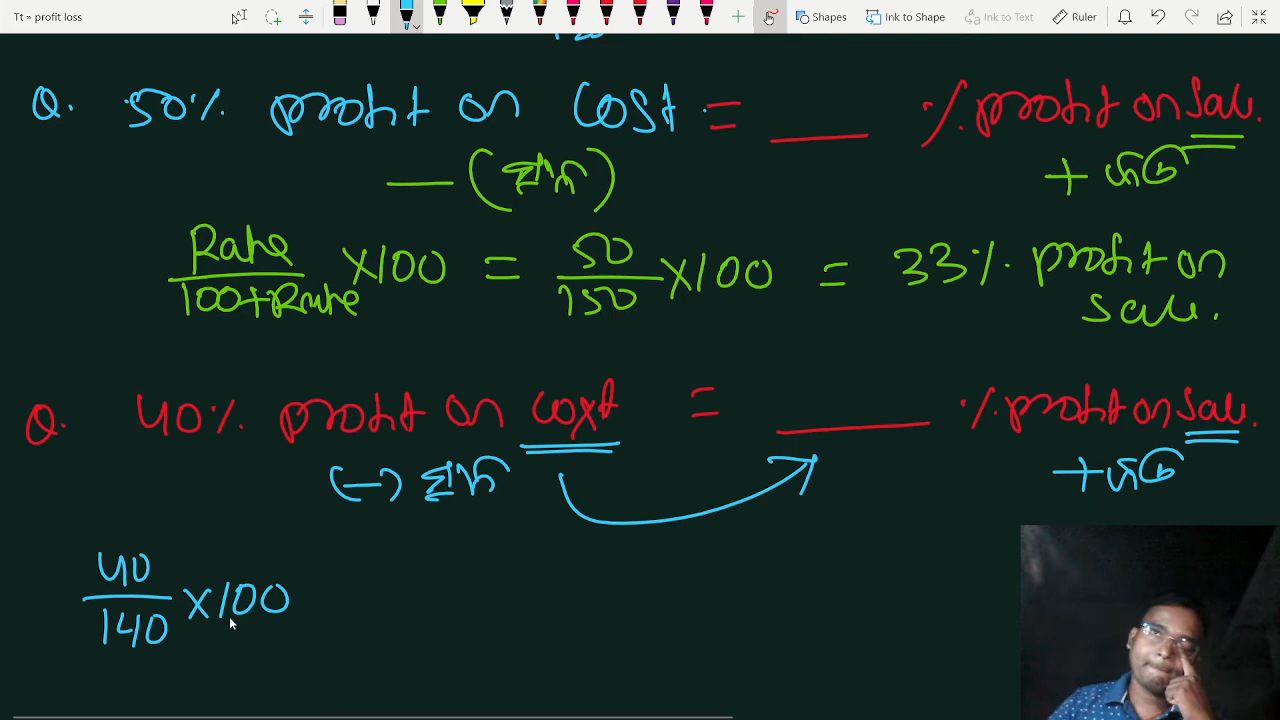 Tt » profit loss
Shapes Ink to Shape Ink to Text Ruler
Q. 50% profit on cost = ___ % profit on Sale.
Rate/100+Rate ×100 = 50/150 ×100 = 33% profit on
sale.
Q. 40% profit on coxt = ___ % profit on Sale.
40/140 ×100